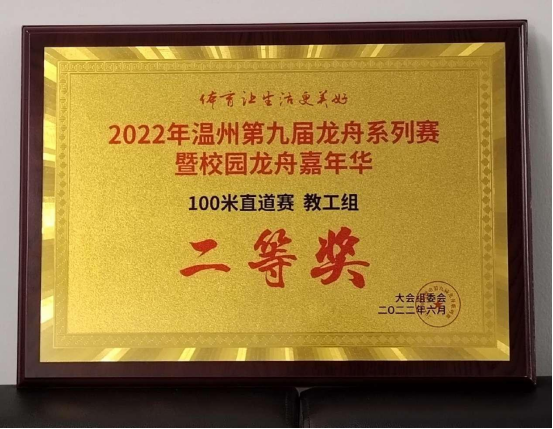 体育让生活更美好
2022年温州第九届龙舟系列赛
暨校园龙舟嘉年华
100米直道赛 教工组
二等奖
大会组委会
二〇二二年六月